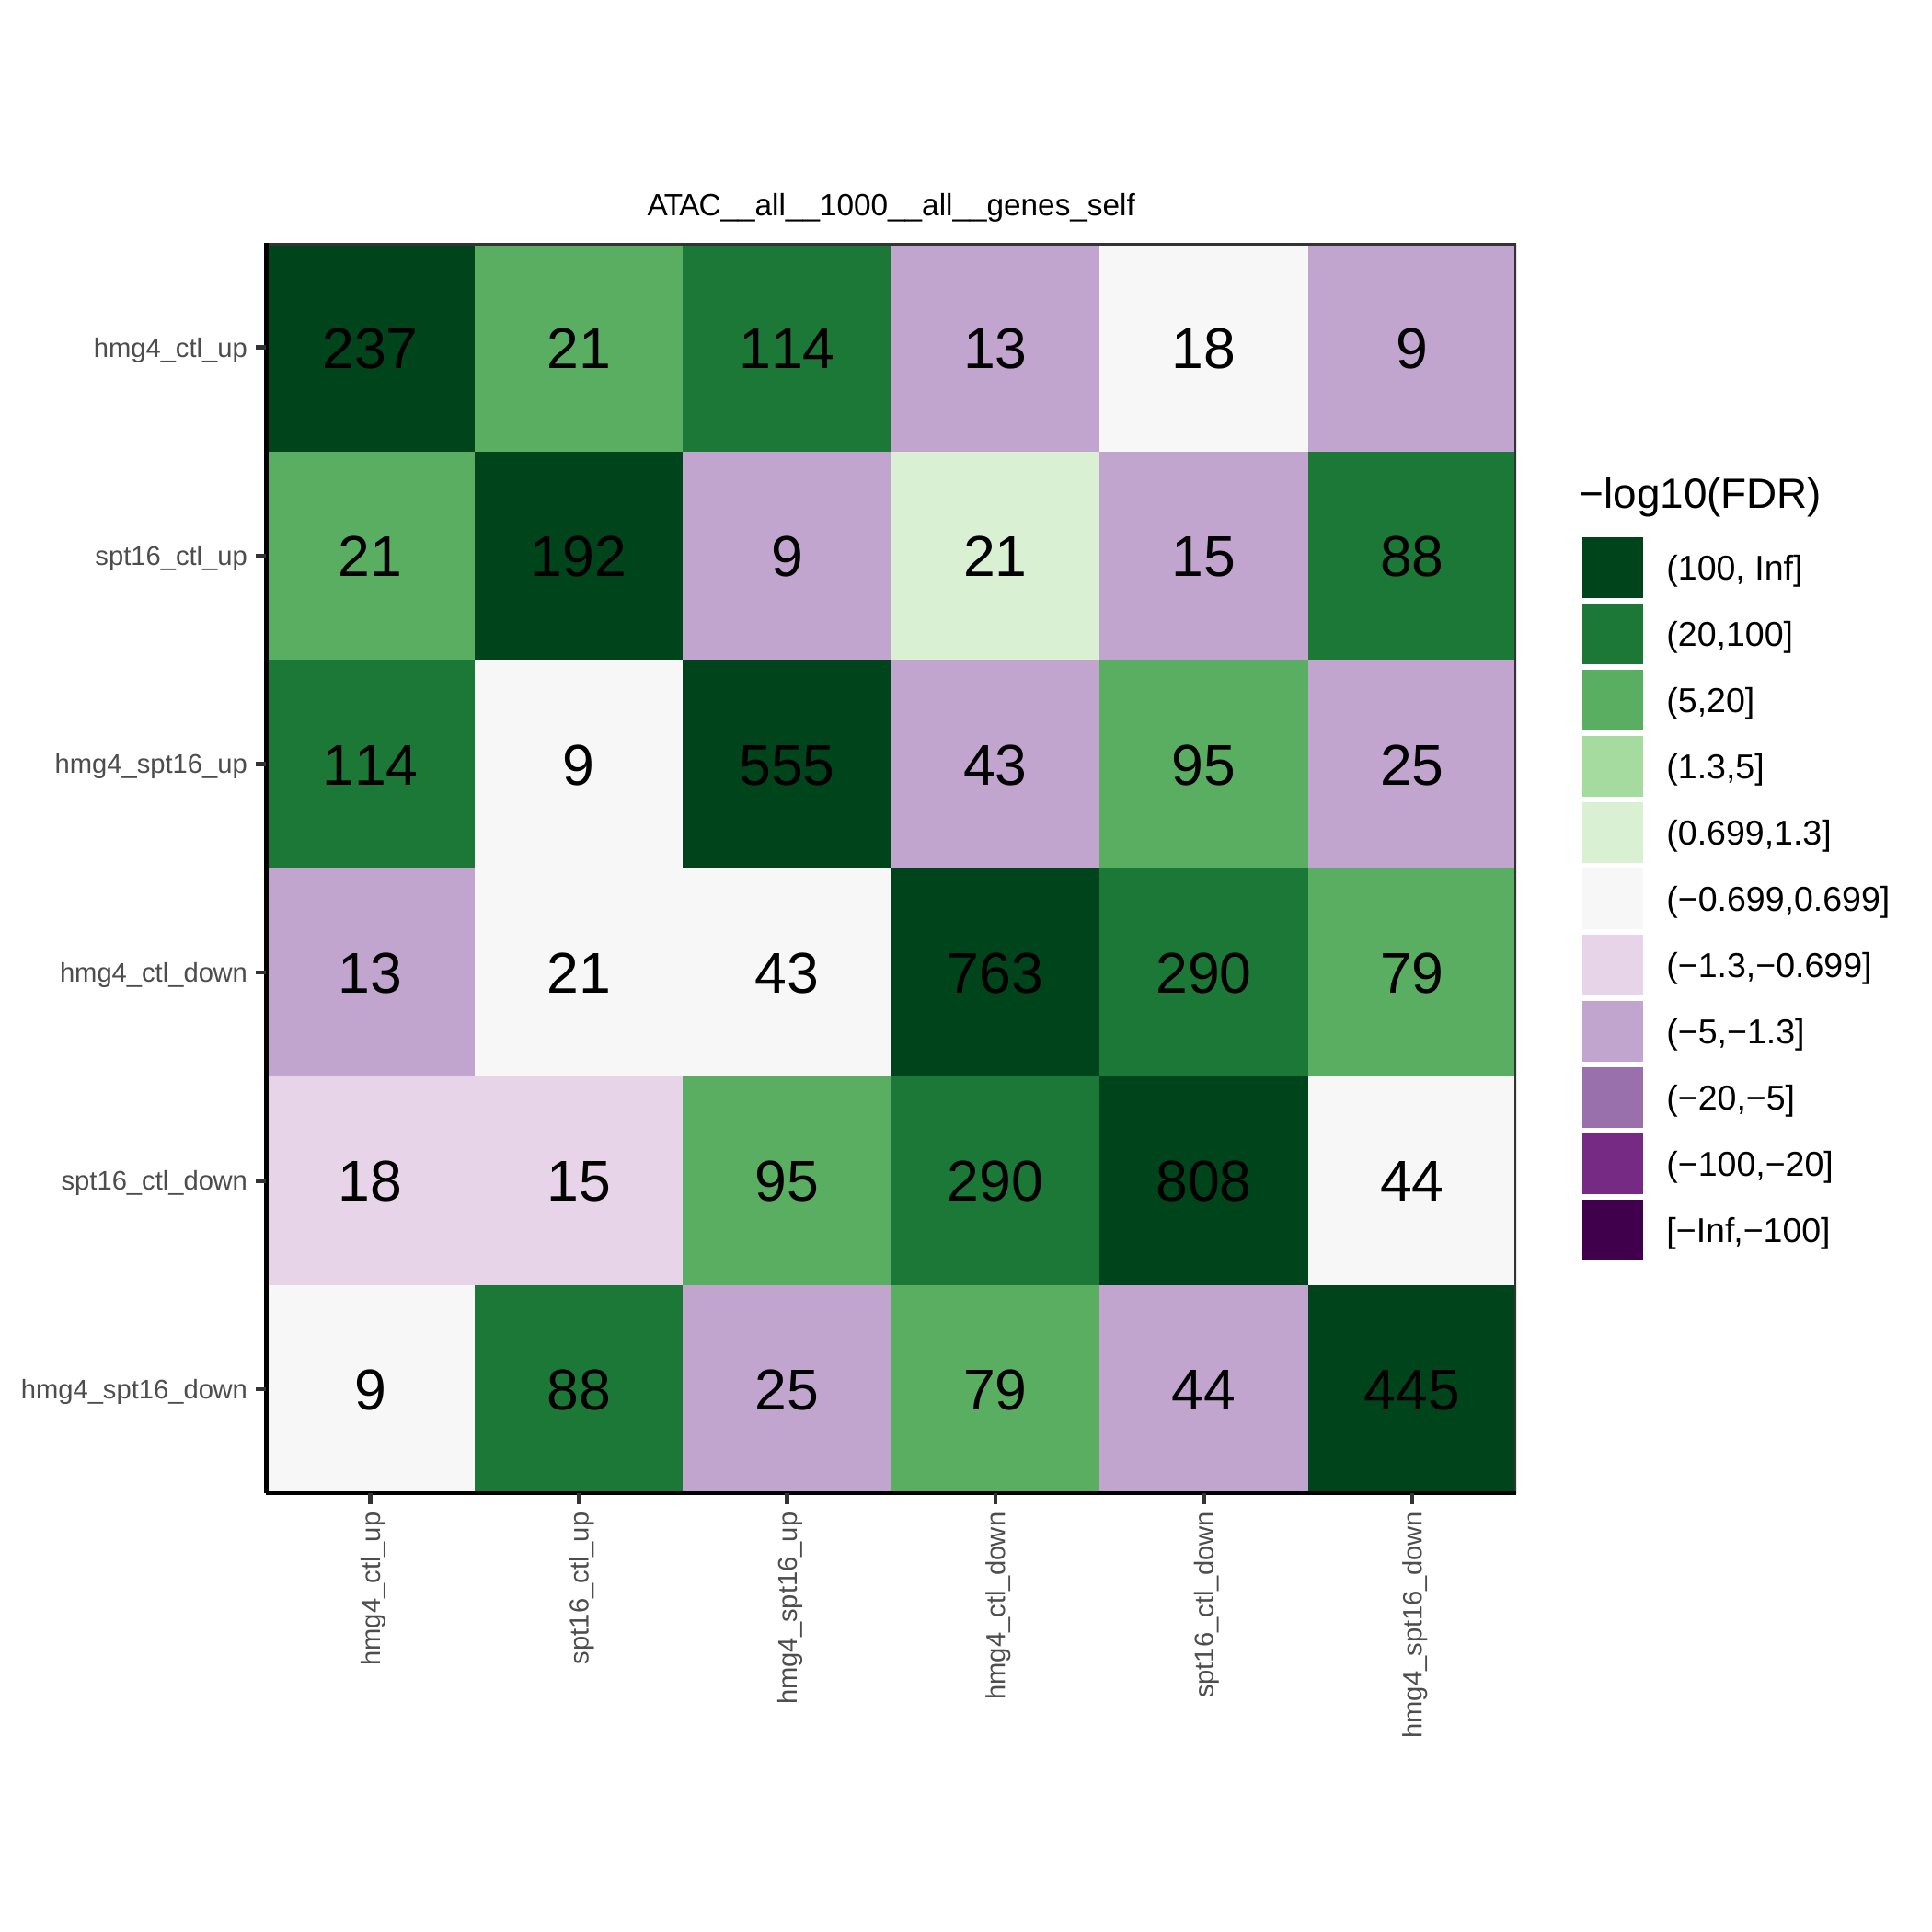 ATAC__all__1000__all__genes_self
hmg4_ctl_up 237 21 114 13 18 9
spt16_ctl_up 21 192 9 21 15 88
hmg4_spt16_up 114 9 555 43 95 25
hmg4_ctl_down 13 21 43 763 290 79
spt16_ctl_down 18 15 95 290 808 44
hmg4_spt16_down 9 88 25 79 44 445
hmg4_ctl_up
spt16_ctl_up
hmg4_spt16_up
hmg4_ctl_down
spt16_ctl_down
hmg4_spt16_down
−log10(FDR)
(100, Inf]
(20,100]
(5,20]
(1.3,5]
(0.699,1.3]
(−0.699,0.699]
(−1.3,−0.699]
(−5,−1.3]
(−20,−5]
(−100,−20]
[−Inf,−100]